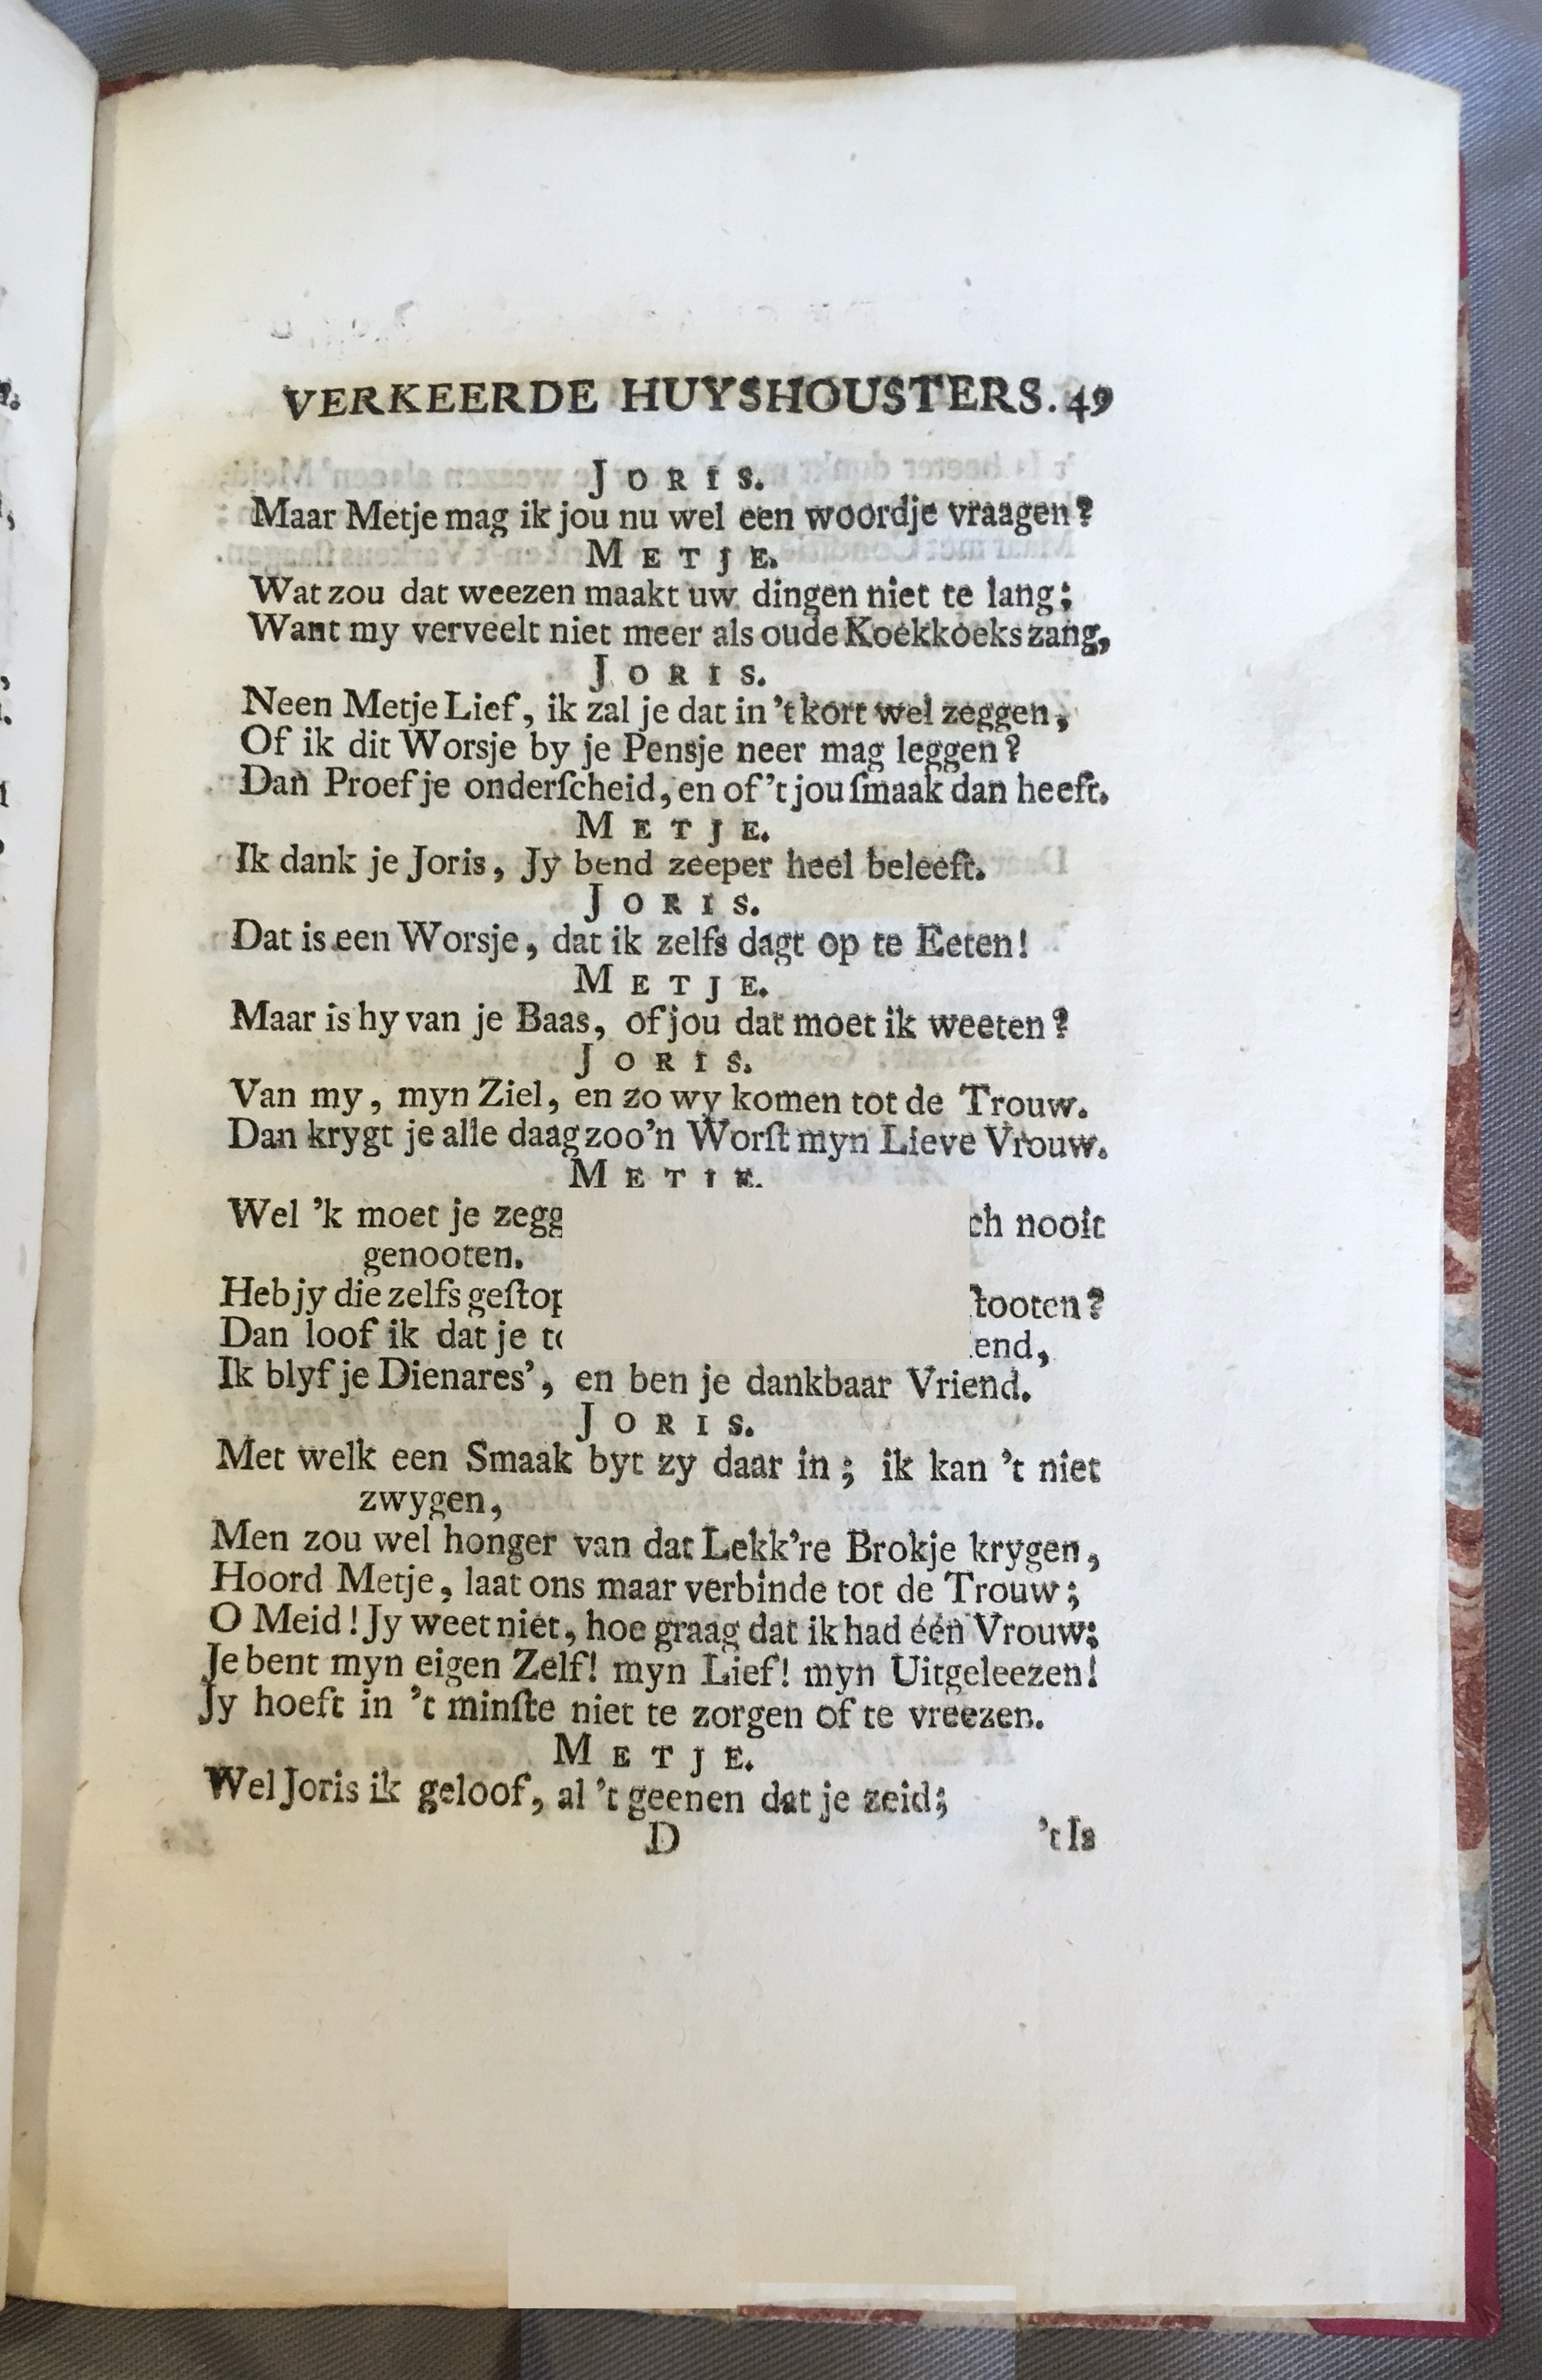 VERKEERDE HUYSHOUSTERS. 49
JORIS.
Maar Metje mag ik jou nu wel een woordje vraagen?
METJE.
Wat zou dat weezen maakt uw dingen niet te lang;
Want my verveelt niet meer als oude Koekkoeks zang,
JORIS.
Neen Metje Lief, ik zal je dat in 't kort wel zeggen,
Of ik dit Worsje by je Pensje neer mag leggen?
Dan Proef je onderſcheid, en of 't jou ſmaak dan heeft.
METJE.
Ik dank je Joris, Jy bend zeeper heel beleeft.
JORIS.
Dat is een Worsje, dat ik zelfs dagt op te Eeten!
METJE.
Maar is hy van je Baas, of jou dat moet ik weeten?
JORIS.
Van my, myn Ziel, en zo wy komen tot de Trouw.
Dan krygt je alle daag zoo'n Worſt myn Lieve Vrouw.
METJE.
Wel 'k moet je nooit
genooten.
Heb jy die zelfs
Dan loof ik dat je
Ik blyf je Dienares', en ben je dankbaar Vriend.
JORIS.
Met welk een Smaak byt zy daar in; ik kan 't niet
zwygen,
Men zou wel honger van dat Lekk're Brokje krygen,
Hoord Metje, laat ons maar verbinde tot de Trouw;
O Meid! Jy weet niet, hoe graag dat ik had één Vrouw;
Je bent myn eigen Zelf! myn Lief! myn Uitgeleezen!
Jy hoeft in 't minſte niet te zorgen of te vreezen.
METJE.
Wel Joris ik geloof, al 't geenen dat je zeid;
D 't Is